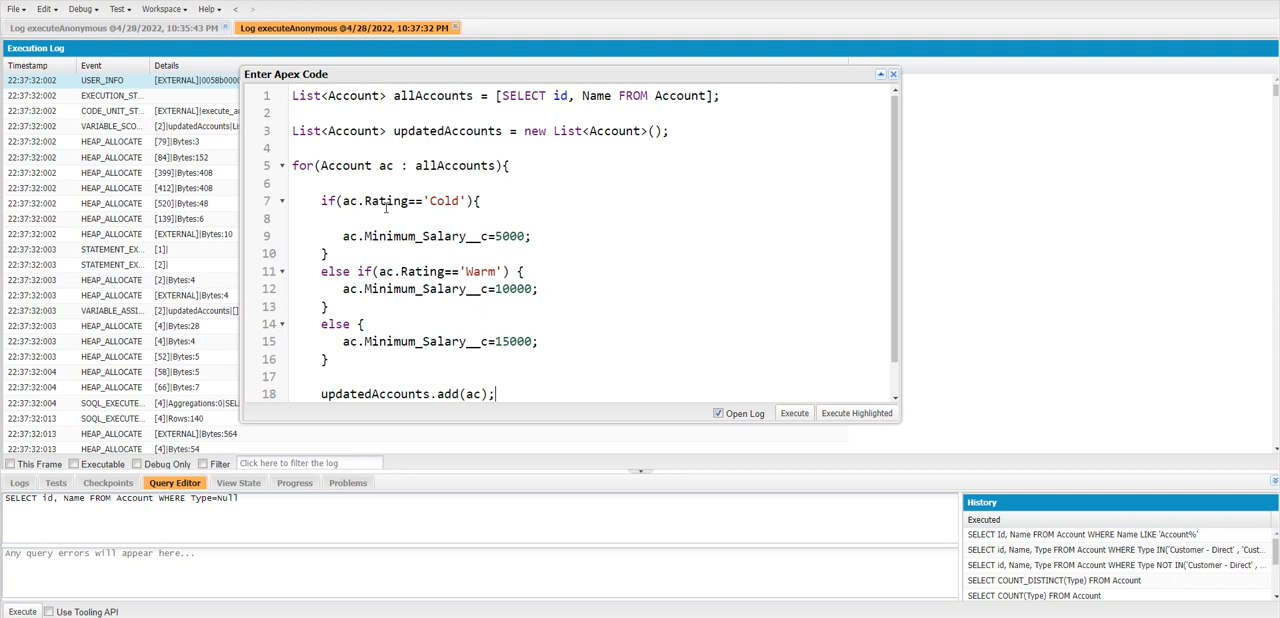 File Edit Debug Test Workspace Help < >
Log executeAnonymous @4/28/2022, 10:35:43 PM Log executeAnonymous @4/28/2022, 10:37:32 PM
Execution Log
Timestamp Event Details
22:37:32:002 USER_INFO [EXTERNAL]|0058b0000
22:37:32:002 EXECUTION_ST...
22:37:32:002 CODE_UNIT_ST... [EXTERNAL]|execute_a
22:37:32:002 VARIABLE_SCO... [2]|updatedAccounts|Li
22:37:32:002 HEAP_ALLOCATE [79]|Bytes:3
22:37:32:002 HEAP_ALLOCATE [84]|Bytes:152
22:37:32:002 HEAP_ALLOCATE [399]|Bytes:408
22:37:32:002 HEAP_ALLOCATE [412]|Bytes:408
22:37:32:002 HEAP_ALLOCATE [520]|Bytes:48
22:37:32:002 HEAP_ALLOCATE [139]|Bytes:6
22:37:32:002 HEAP_ALLOCATE [EXTERNAL]|Bytes:10
22:37:32:003 STATEMENT_EX... [1]|
22:37:32:003 STATEMENT_EX... [2]|
22:37:32:003 HEAP_ALLOCATE [2]|Bytes:4
22:37:32:003 HEAP_ALLOCATE [EXTERNAL]|Bytes:4
22:37:32:003 VARIABLE_ASSI... [2]|updatedAccounts|[]
22:37:32:003 HEAP_ALLOCATE [4]|Bytes:28
22:37:32:003 HEAP_ALLOCATE [4]|Bytes:4
22:37:32:003 HEAP_ALLOCATE [52]|Bytes:5
22:37:32:004 HEAP_ALLOCATE [58]|Bytes:5
22:37:32:004 HEAP_ALLOCATE [66]|Bytes:7
22:37:32:004 SOQL_EXECUTE... [4]|Aggregations:0|SEL
22:37:32:013 SOQL_EXECUTE... [4]|Rows:140
22:37:32:013 HEAP_ALLOCATE [EXTERNAL]|Bytes:564
22:37:32:013 HEAP_ALLOCATE [4]|Bytes:54
Enter Apex Code
1 List<Account> allAccounts = [SELECT id, Name FROM Account];
2
3 List<Account> updatedAccounts = new List<Account>();
4
5 for(Account ac : allAccounts){
6
7 if(ac.Rating=='Cold'){
8
9 ac.Minimum_Salary__c=5000;
10 }
11 else if(ac.Rating=='Warm') {
12 ac.Minimum_Salary__c=10000;
13 }
14 else {
15 ac.Minimum_Salary__c=15000;
16 }
17
18 updatedAccounts.add(ac);
Open Log Execute Execute Highlighted
This Frame Executable Debug Only Filter Click here to filter the log
Logs Tests Checkpoints Query Editor View State Progress Problems
SELECT id, Name FROM Account WHERE Type=Null
Any query errors will appear here...
Execute Use Tooling API
History
Executed
SELECT Id, Name FROM Account WHERE Name LIKE 'Account%'
SELECT id, Name, Type FROM Account WHERE Type IN('Customer - Direct' , 'Cust...
SELECT id, Name, Type FROM Account WHERE Type NOT IN('Customer - Direct' , ...
SELECT COUNT_DISTINCT(Type) FROM Account
SELECT COUNT(Type) FROM Account